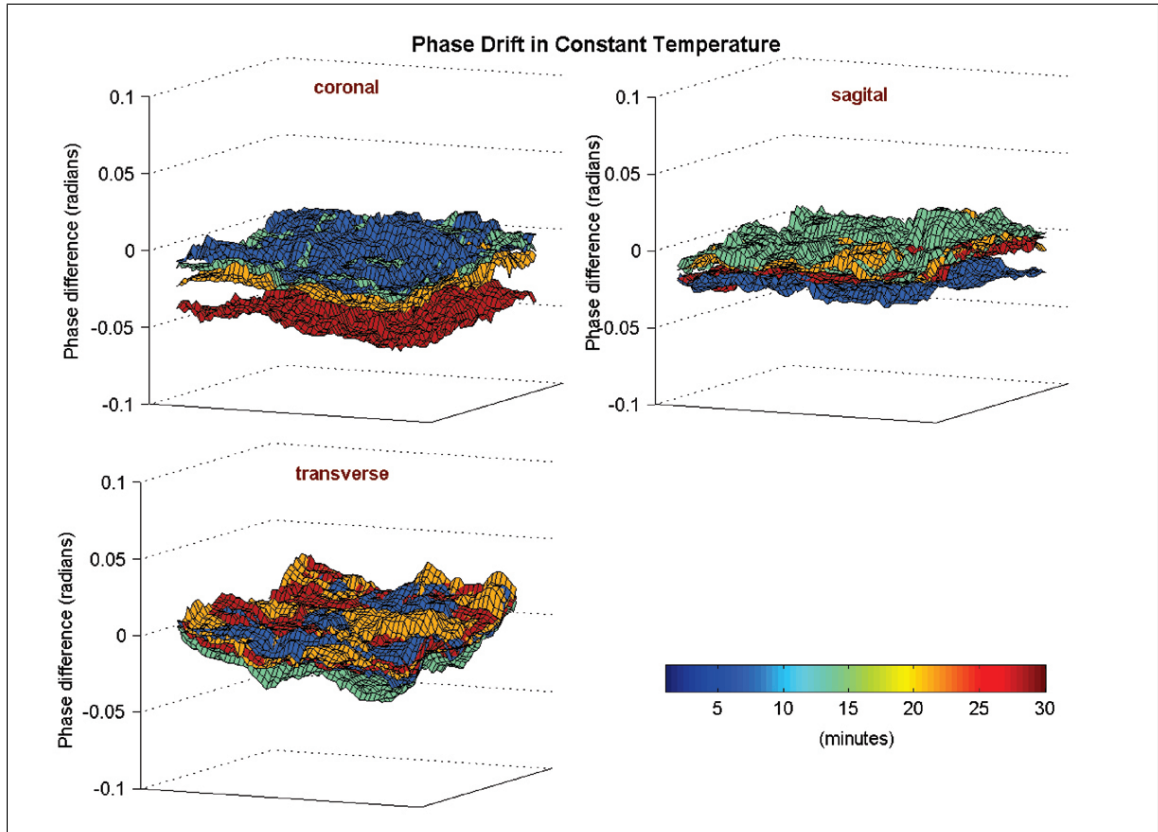 Phase Drift in Constant Temperature
coronal
0.1
0.05
0
-0.05
-0.1
Phase difference (radians)
sagital
0.1
0.05
0
-0.05
-0.1
Phase difference (radians)
transverse
0.1
0.05
0
-0.05
-0.1
Phase difference (radians)
5 10 15 20 25 30
(minutes)